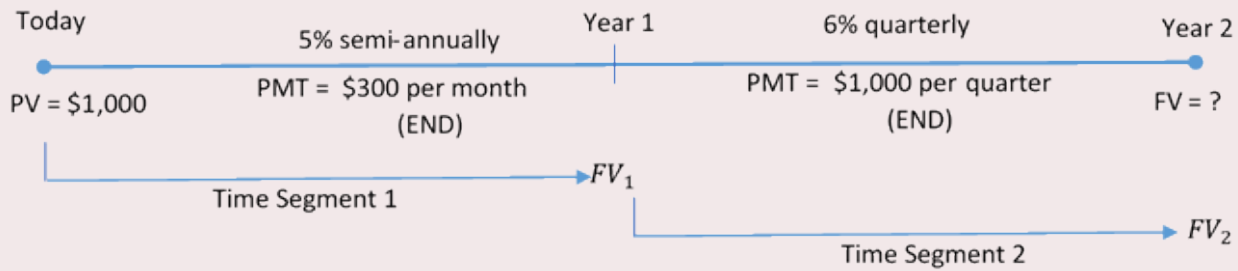 Today
5% semi-annually
Year 1
6% quarterly
Year 2
PV = $1,000
PMT = $300 per month
(END)
PMT = $1,000 per quarter
(END)
FV = ?
FV₁
Time Segment 1
FV₂
Time Segment 2